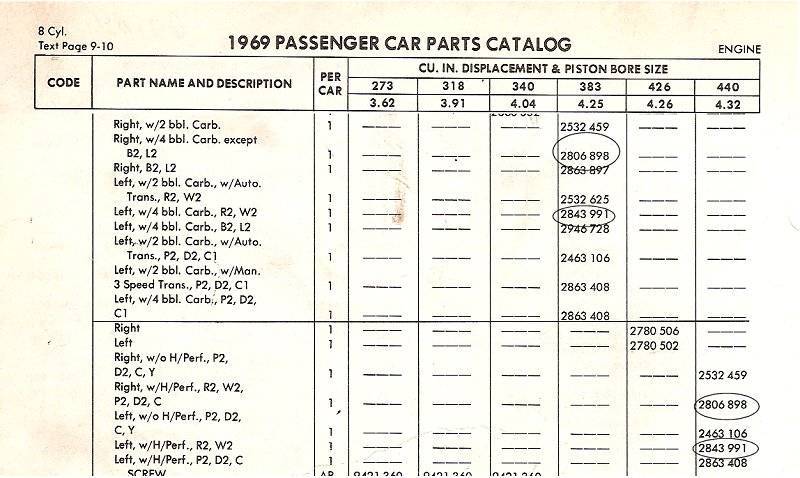 8 Cyl.
Text Page 9-10
1969 PASSENGER CAR PARTS CATALOG
ENGINE
CODE PART NAME AND DESCRIPTION PER CAR CU. IN. DISPLACEMENT & PISTON BORE SIZE
273 318 340 383 426 440
3.62 3.91 4.04 4.25 4.26 4.32
Right, w/2 bbl. Carb. 1 —— —— —— 2532 459 —— ——
Right, w/4 bbl. Carb. except
B2, L2 1 —— —— —— 2806 898 —— ——
Right, B2, L2 1 —— —— —— 2863 897 —— ——
Left, w/2 bbl. Carb., w/Auto.
Trans., R2, W2 1 —— —— —— 2532 625 —— ——
Left, w/4 bbl. Carb., R2, W2 1 —— —— —— 2843 991 —— ——
Left, w/4 bbl. Carb., B2, L2 1 —— —— —— 2946 728 —— ——
Left, w/2 bbl. Carb., w/Auto.
Trans., P2, D2, C1 1 —— —— —— 2463 106 —— ——
Left, w/2 bbl. Carb., w/Man.
3 Speed Trans., P2, D2, C1 1 —— —— —— 2863 408 —— ——
Left, w/4 bbl. Carb., P2, D2,
C1 1 —— —— —— 2863 408 —— ——
Right 1 —— —— —— —— 2780 506 ——
Left 1 —— —— —— —— 2780 502 ——
Right, w/o H/Perf., P2,
D2, C, Y 1 —— —— —— —— —— 2532 459
Right, w/H/Perf., R2, W2,
P2, D2, C 1 —— —— —— —— —— 2806 898
Left, w/o H/Perf., P2, D2,
C, Y 1 —— —— —— —— —— 2463 106
Left, w/H/Perf., R2, W2 1 —— —— —— —— —— 2843 991
Left, w/H/Perf., P2, D2, C 1 —— —— —— —— —— 2863 408
SCREW AR 9421 360 9421 360